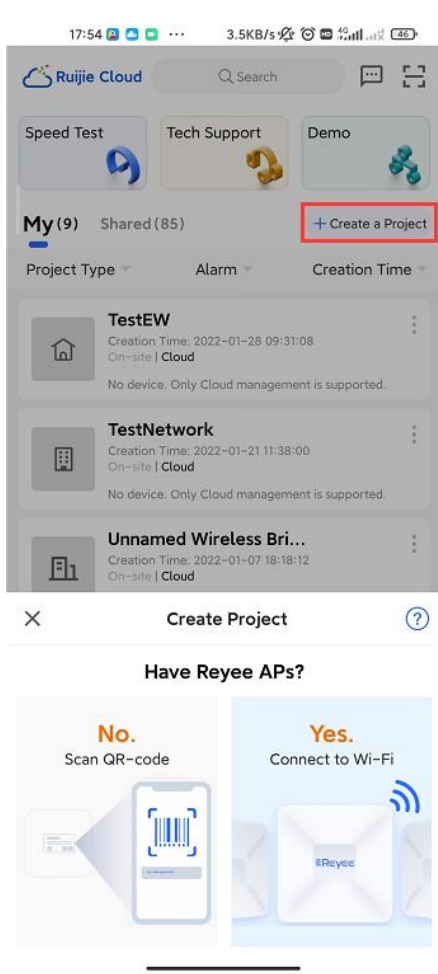 17:54 ... 3.5KB/s HD 4G 46
Ruijie Cloud Search
Speed Test Tech Support Demo
My(9) Shared(85) + Create a Project
Project Type Alarm Creation Time
TestEW
Creation Time: 2022-01-28 09:31:08
On-site | Cloud
No device. Only Cloud management is supported.
TestNetwork
Creation Time: 2022-01-21 11:38:00
On-site | Cloud
No device. Only Cloud management is supported.
Unnamed Wireless Bri...
Creation Time: 2022-01-07 18:18:12
On-site | Cloud
Create Project ?
Have Reyee APs?
No.
Scan QR-code
Yes.
Connect to Wi-Fi
Reyee